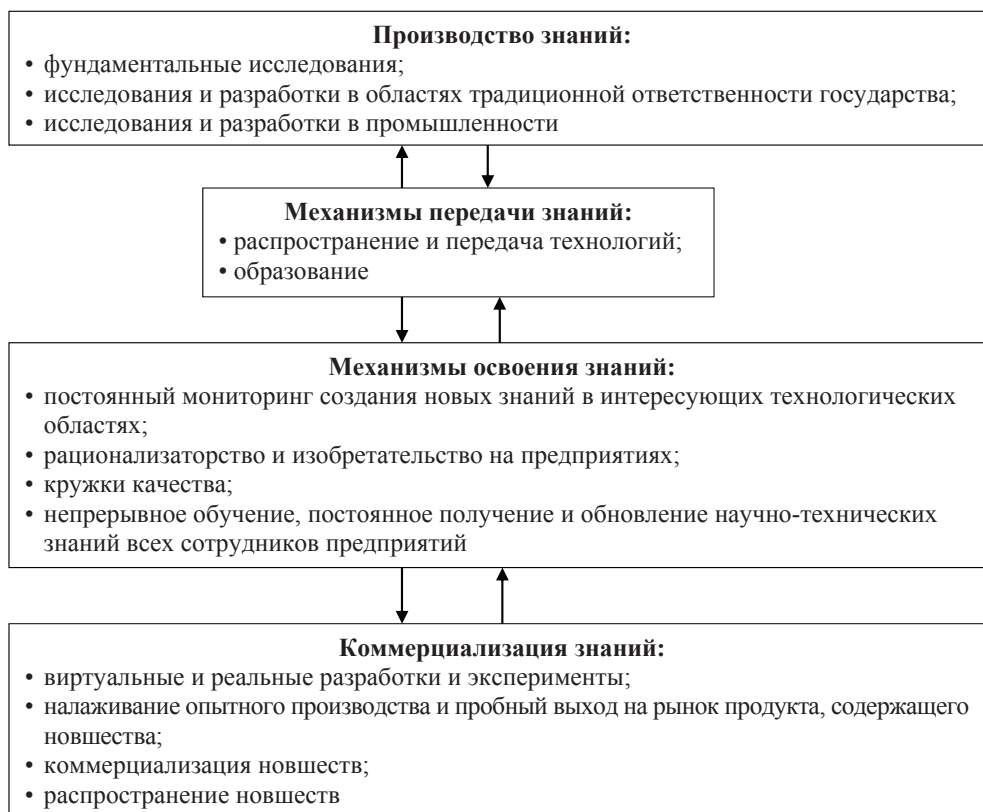 Производство знаний:
• фундаментальные исследования;
• исследования и разработки в областях традиционной ответственности государства;
• исследования и разработки в промышленности
Механизмы передачи знаний:
• распространение и передача технологий;
• образование
Механизмы освоения знаний:
• постоянный мониторинг создания новых знаний в интересующих технологических
областях;
• рационализаторство и изобретательство на предприятиях;
• кружки качества;
• непрерывное обучение, постоянное получение и обновление научно-технических
знаний всех сотрудников предприятий
Коммерциализация знаний:
• виртуальные и реальные разработки и эксперименты;
• налаживание опытного производства и пробный выход на рынок продукта, содержащего
новшества;
• коммерциализация новшеств;
• распространение новшеств